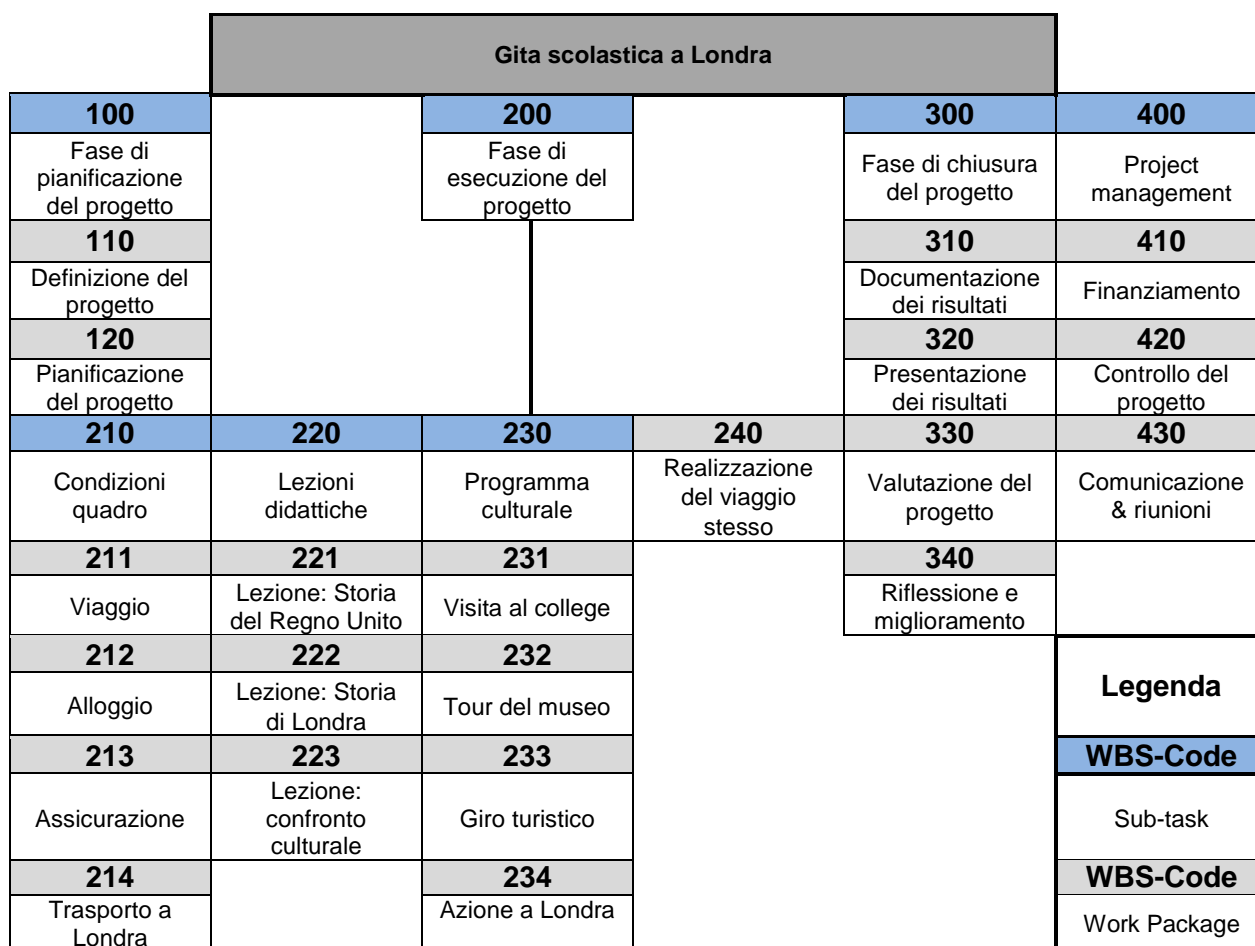 Gita scolastica a Londra
100 200 300 400
Fase di
pianificazione
del progetto
Fase di
esecuzione del
progetto
Fase di chiusura
del progetto
Project
management
110 310 410
Definizione del
progetto
Documentazione
dei risultati
Finanziamento
120 320 420
Pianificazione
del progetto
Presentazione
dei risultati
Controllo del
progetto
210 220 230 240 330 430
Condizioni
quadro
Lezioni
didattiche
Programma
culturale
Realizzazione
del viaggio
stesso
Valutazione del
progetto
Comunicazione
& riunioni
211 221 231 340
Viaggio
Lezione: Storia
del Regno Unito
Visita al college
Riflessione e
miglioramento
212 222 232
Alloggio
Lezione: Storia
di Londra
Tour del museo
Legenda
213 223 233 WBS-Code
Assicurazione
Lezione:
confronto
culturale
Giro turistico
Sub-task
214 234 WBS-Code
Trasporto a
Londra
Azione a Londra
Work Package